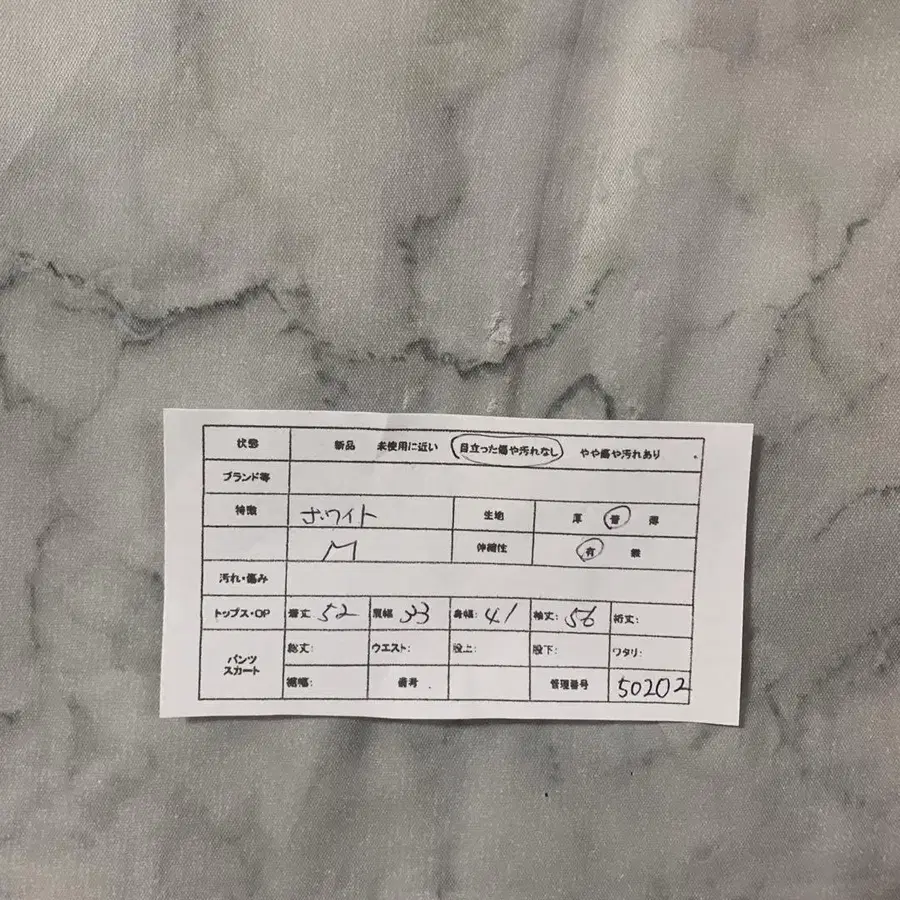 状態 新品 未使用に近い 目立った傷や汚れなし やや傷や汚れあり
ブランド等
特徴 ホワイト 生地 厚 普 薄
M 伸縮性 有 無
汚れ・傷み
トップス・OP 着丈 52 肩幅 33 身幅: 41 袖丈: 56 裄丈:
パンツ スカート 総丈: ウエスト: 股上: 股下: ワタリ:
裾幅: 備考 管理番号 50202